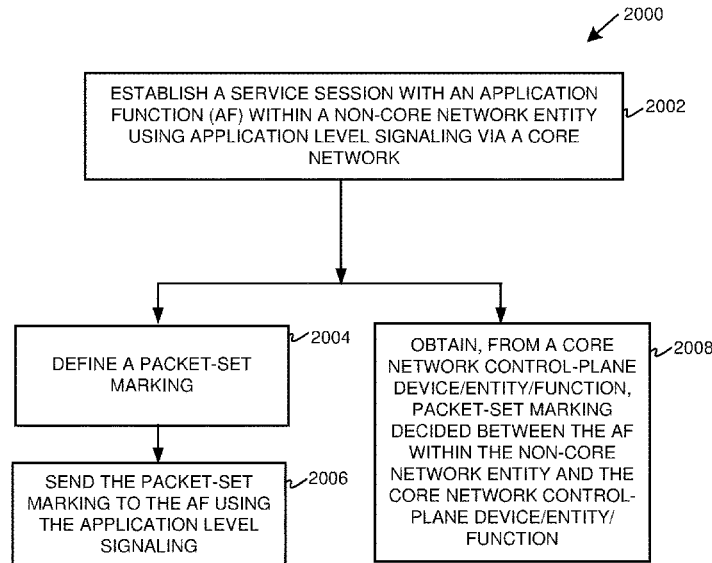 2000
ESTABLISH A SERVICE SESSION WITH AN APPLICATION
FUNCTION (AF) WITHIN A NON-CORE NETWORK ENTITY
USING APPLICATION LEVEL SIGNALING VIA A CORE
NETWORK
2002
DEFINE A PACKET-SET
MARKING
2004
SEND THE PACKET-SET
MARKING TO THE AF USING
THE APPLICATION LEVEL
SIGNALING
2006
OBTAIN, FROM A CORE
NETWORK CONTROL-PLANE
DEVICE/ENTITY/FUNCTION,
PACKET-SET MARKING
DECIDED BETWEEN THE AF
WITHIN THE NON-CORE
NETWORK ENTITY AND THE
CORE NETWORK CONTROL-
PLANE DEVICE/ENTITY/
FUNCTION
2008